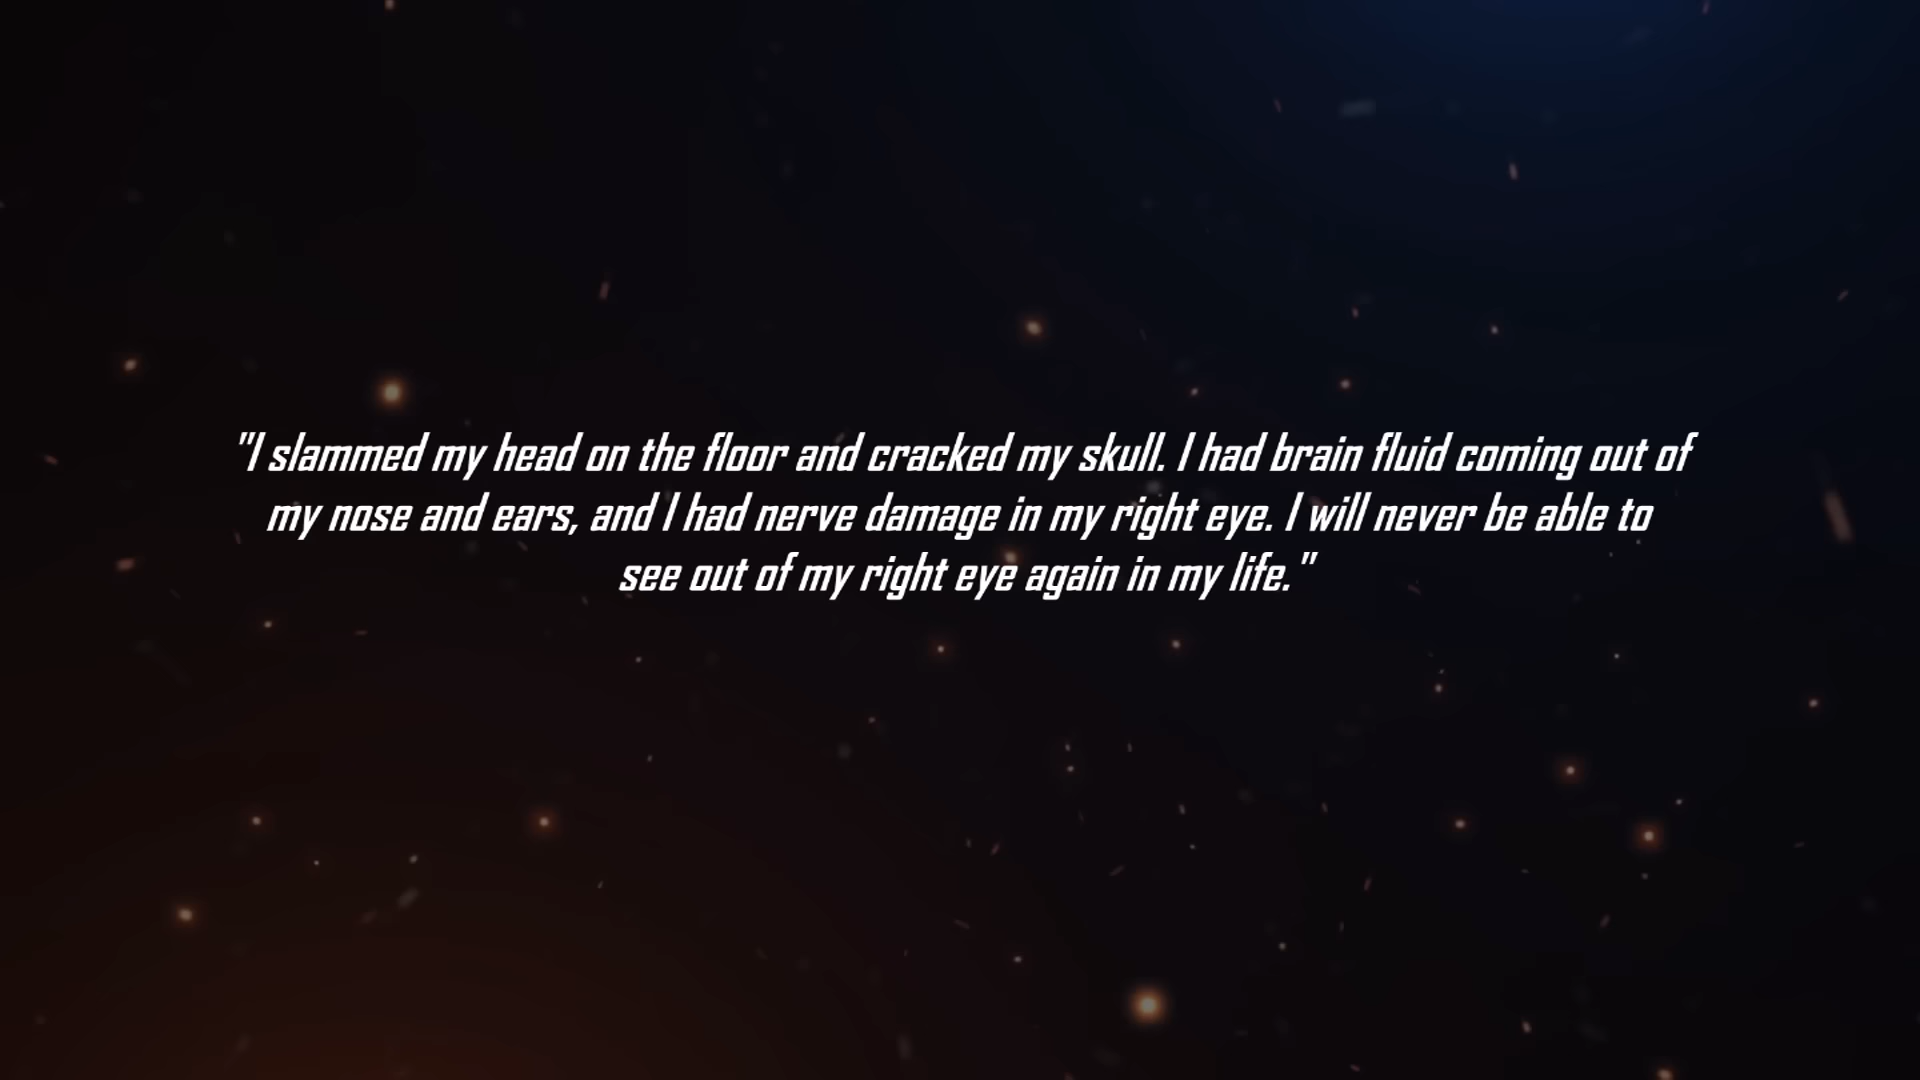 "I slammed my head on the floor and cracked my skull. I had brain fluid coming out of
my nose and ears, and I had nerve damage in my right eye. I will never be able to
see out of my right eye again in my life."